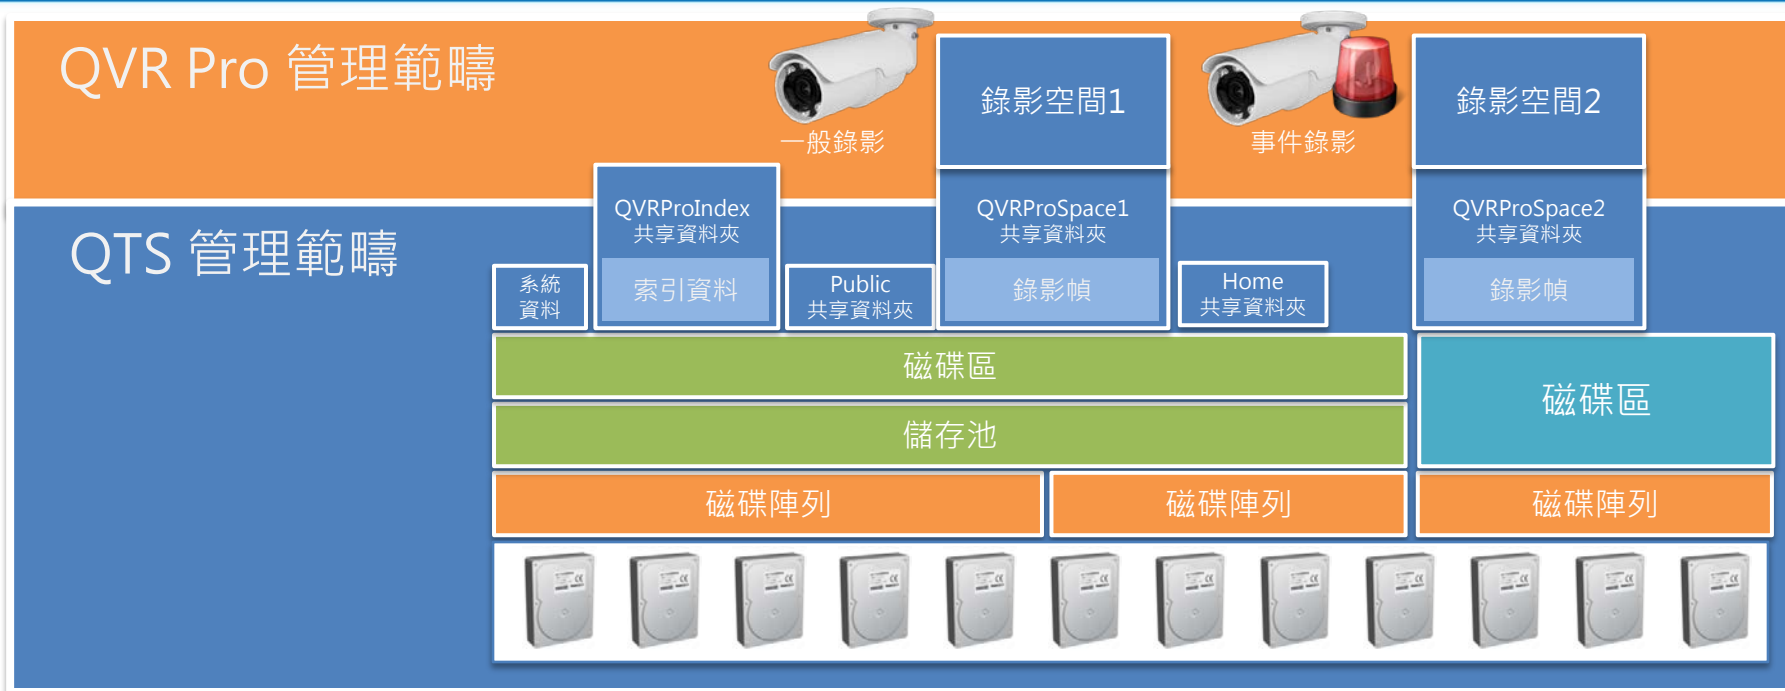 QVR Pro 管理範疇
一般錄影
錄影空間1
事件錄影
錄影空間2
QTS 管理範疇
系統
資料
QVRProIndex
共享資料夾
索引資料
Public
共享資料夾
QVRProSpace1
共享資料夾
錄影幀
Home
共享資料夾
QVRProSpace2
共享資料夾
錄影幀
磁碟區
磁碟區
儲存池
磁碟陣列
磁碟陣列
磁碟陣列